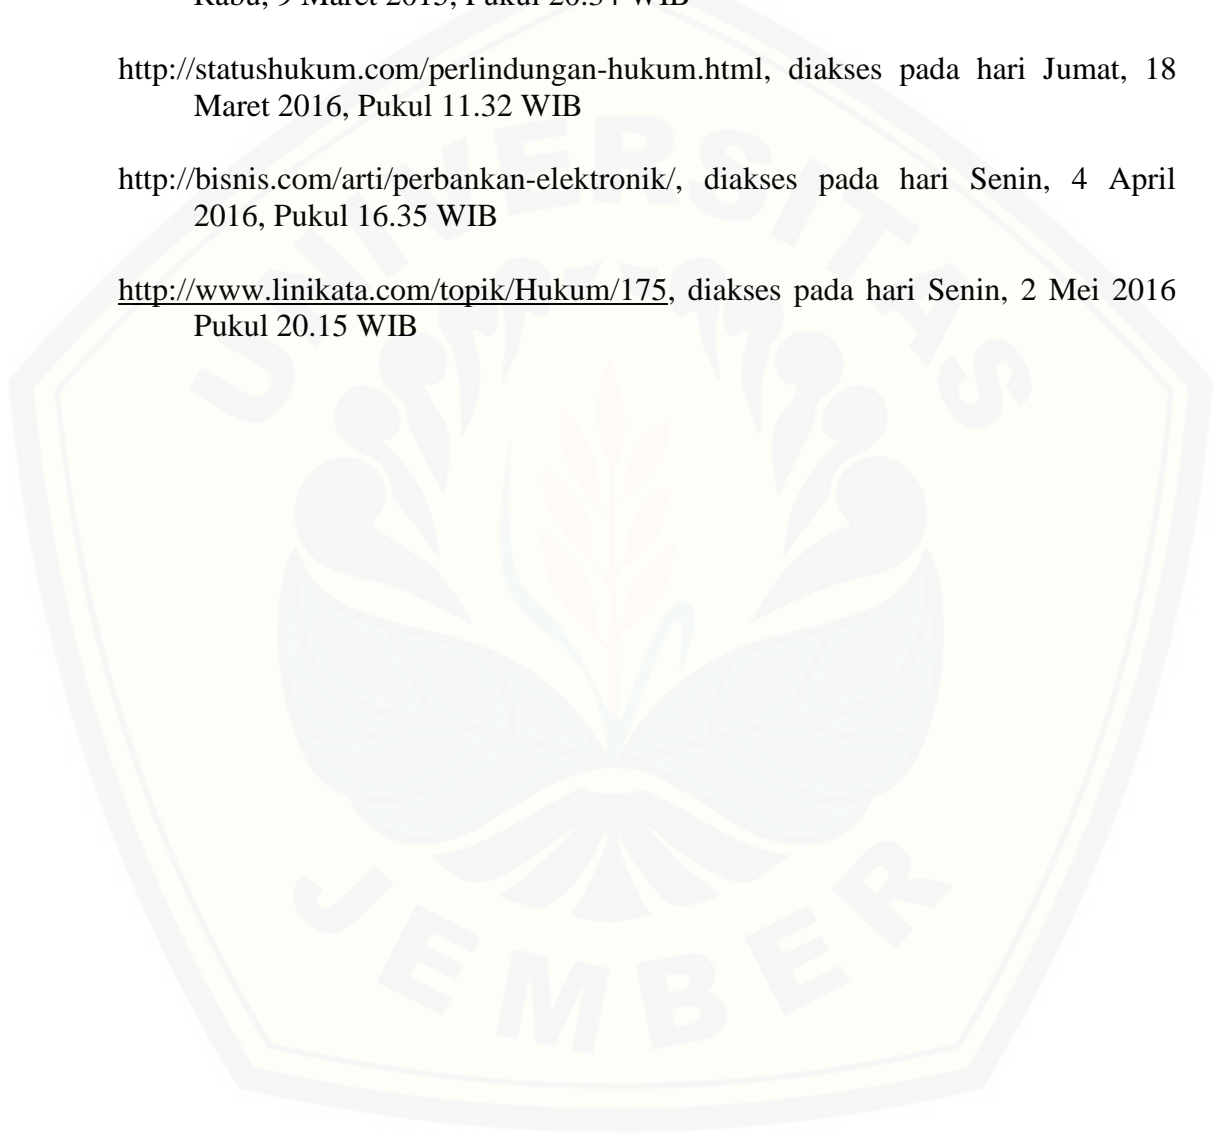 http://statushukum.com/perlindungan-hukum.html, diakses pada hari Jumat, 18
Maret 2016, Pukul 11.32 WIB
http://bisnis.com/arti/perbankan-elektronik/, diakses pada hari Senin, 4 April
2016, Pukul 16.35 WIB
http://www.linikata.com/topik/Hukum/175, diakses pada hari Senin, 2 Mei 2016
Pukul 20.15 WIB
UNIVERSITAS
JEMBER